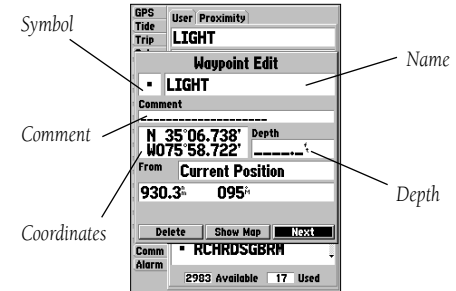 GPS
Tide
Trip
User Proximity
LIGHT
Symbol
Waypoint Edit
LIGHT
Name
Comment
Comment
N 35°06.738' Depth
W075°58.722'
From Current Position
Depth
930.3 095°M
Coordinates
Delete Show Map Next
Comm
Alarm
RCHRDSGBRH
2983 Available 17 Used